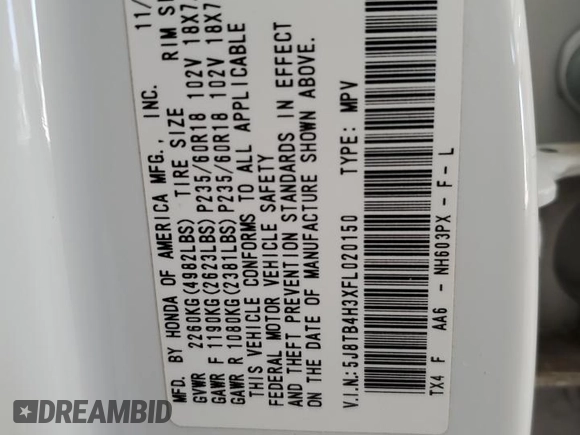 MFD. BY HONDA OF AMERICA MFG., INC. 11/
GVWR 2260KG(4982LBS) TIRE SIZE RIM SI
GAWR F 1190KG(2623LBS) P235/60R18 102V 18X7.
GAWR R 1080KG(2381LBS) P235/60R18 102V 18X7
THIS VEHICLE CONFORMS TO ALL APPLICABLE
FEDERAL MOTOR VEHICLE SAFETY
AND THEFT PREVENTION STANDARDS IN EFFECT
ON THE DATE OF MANUFACTURE SHOWN ABOVE.
V.I.N.:5J8TB4H3XFL020150 TYPE: MPV
TX4 F AA6 - NH603PX - F - L
DREAMBID